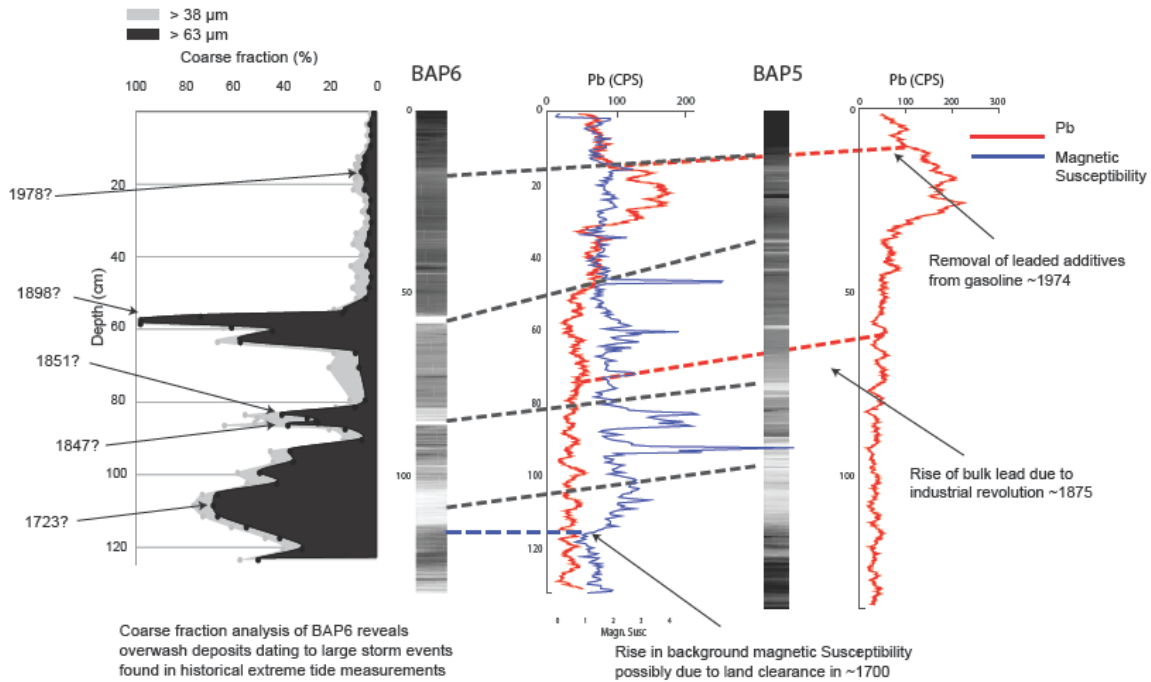 > 38 µm
> 63 µm
Coarse fraction (%)
100 80 60 40 20 0
Depth (cm)
20
40
60
80
100
120
1978?
1898?
1851?
1847?
1723?
BAP6
0
50
100
Pb (CPS)
0 100 200
0
20
40
60
80
100
120
0 1 2 3 4
Magn. Susc
BAP5
Pb (CPS)
0 100 200 300
0
50
100
Pb
Magnetic
Susceptibility
Removal of leaded additives
from gasoline ~1974
Rise of bulk lead due to
industrial revolution ~1875
Coarse fraction analysis of BAP6 reveals
overwash deposits dating to large storm events
found in historical extreme tide measurements
Rise in background magnetic Susceptibility
possibly due to land clearance in ~1700